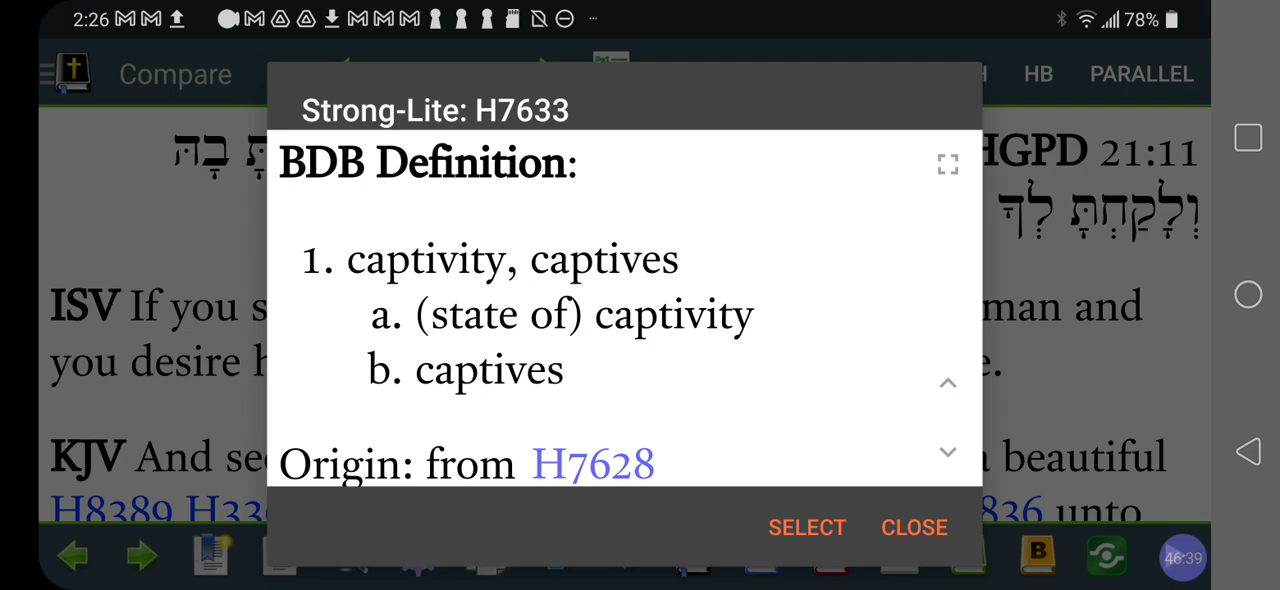 2:26
78%
Compare
HB
PARALLEL
Strong-Lite: H7633
BDB Definition:
1. captivity, captives
a. (state of) captivity
b. captives
Origin: from H7628
SELECT CLOSE
בָהּ
HGPD 21:11
וְלָקַחְתָּ לְךָ
ISV If you
man and
you desire
KJV And
beautiful
H8389
unto
46:39